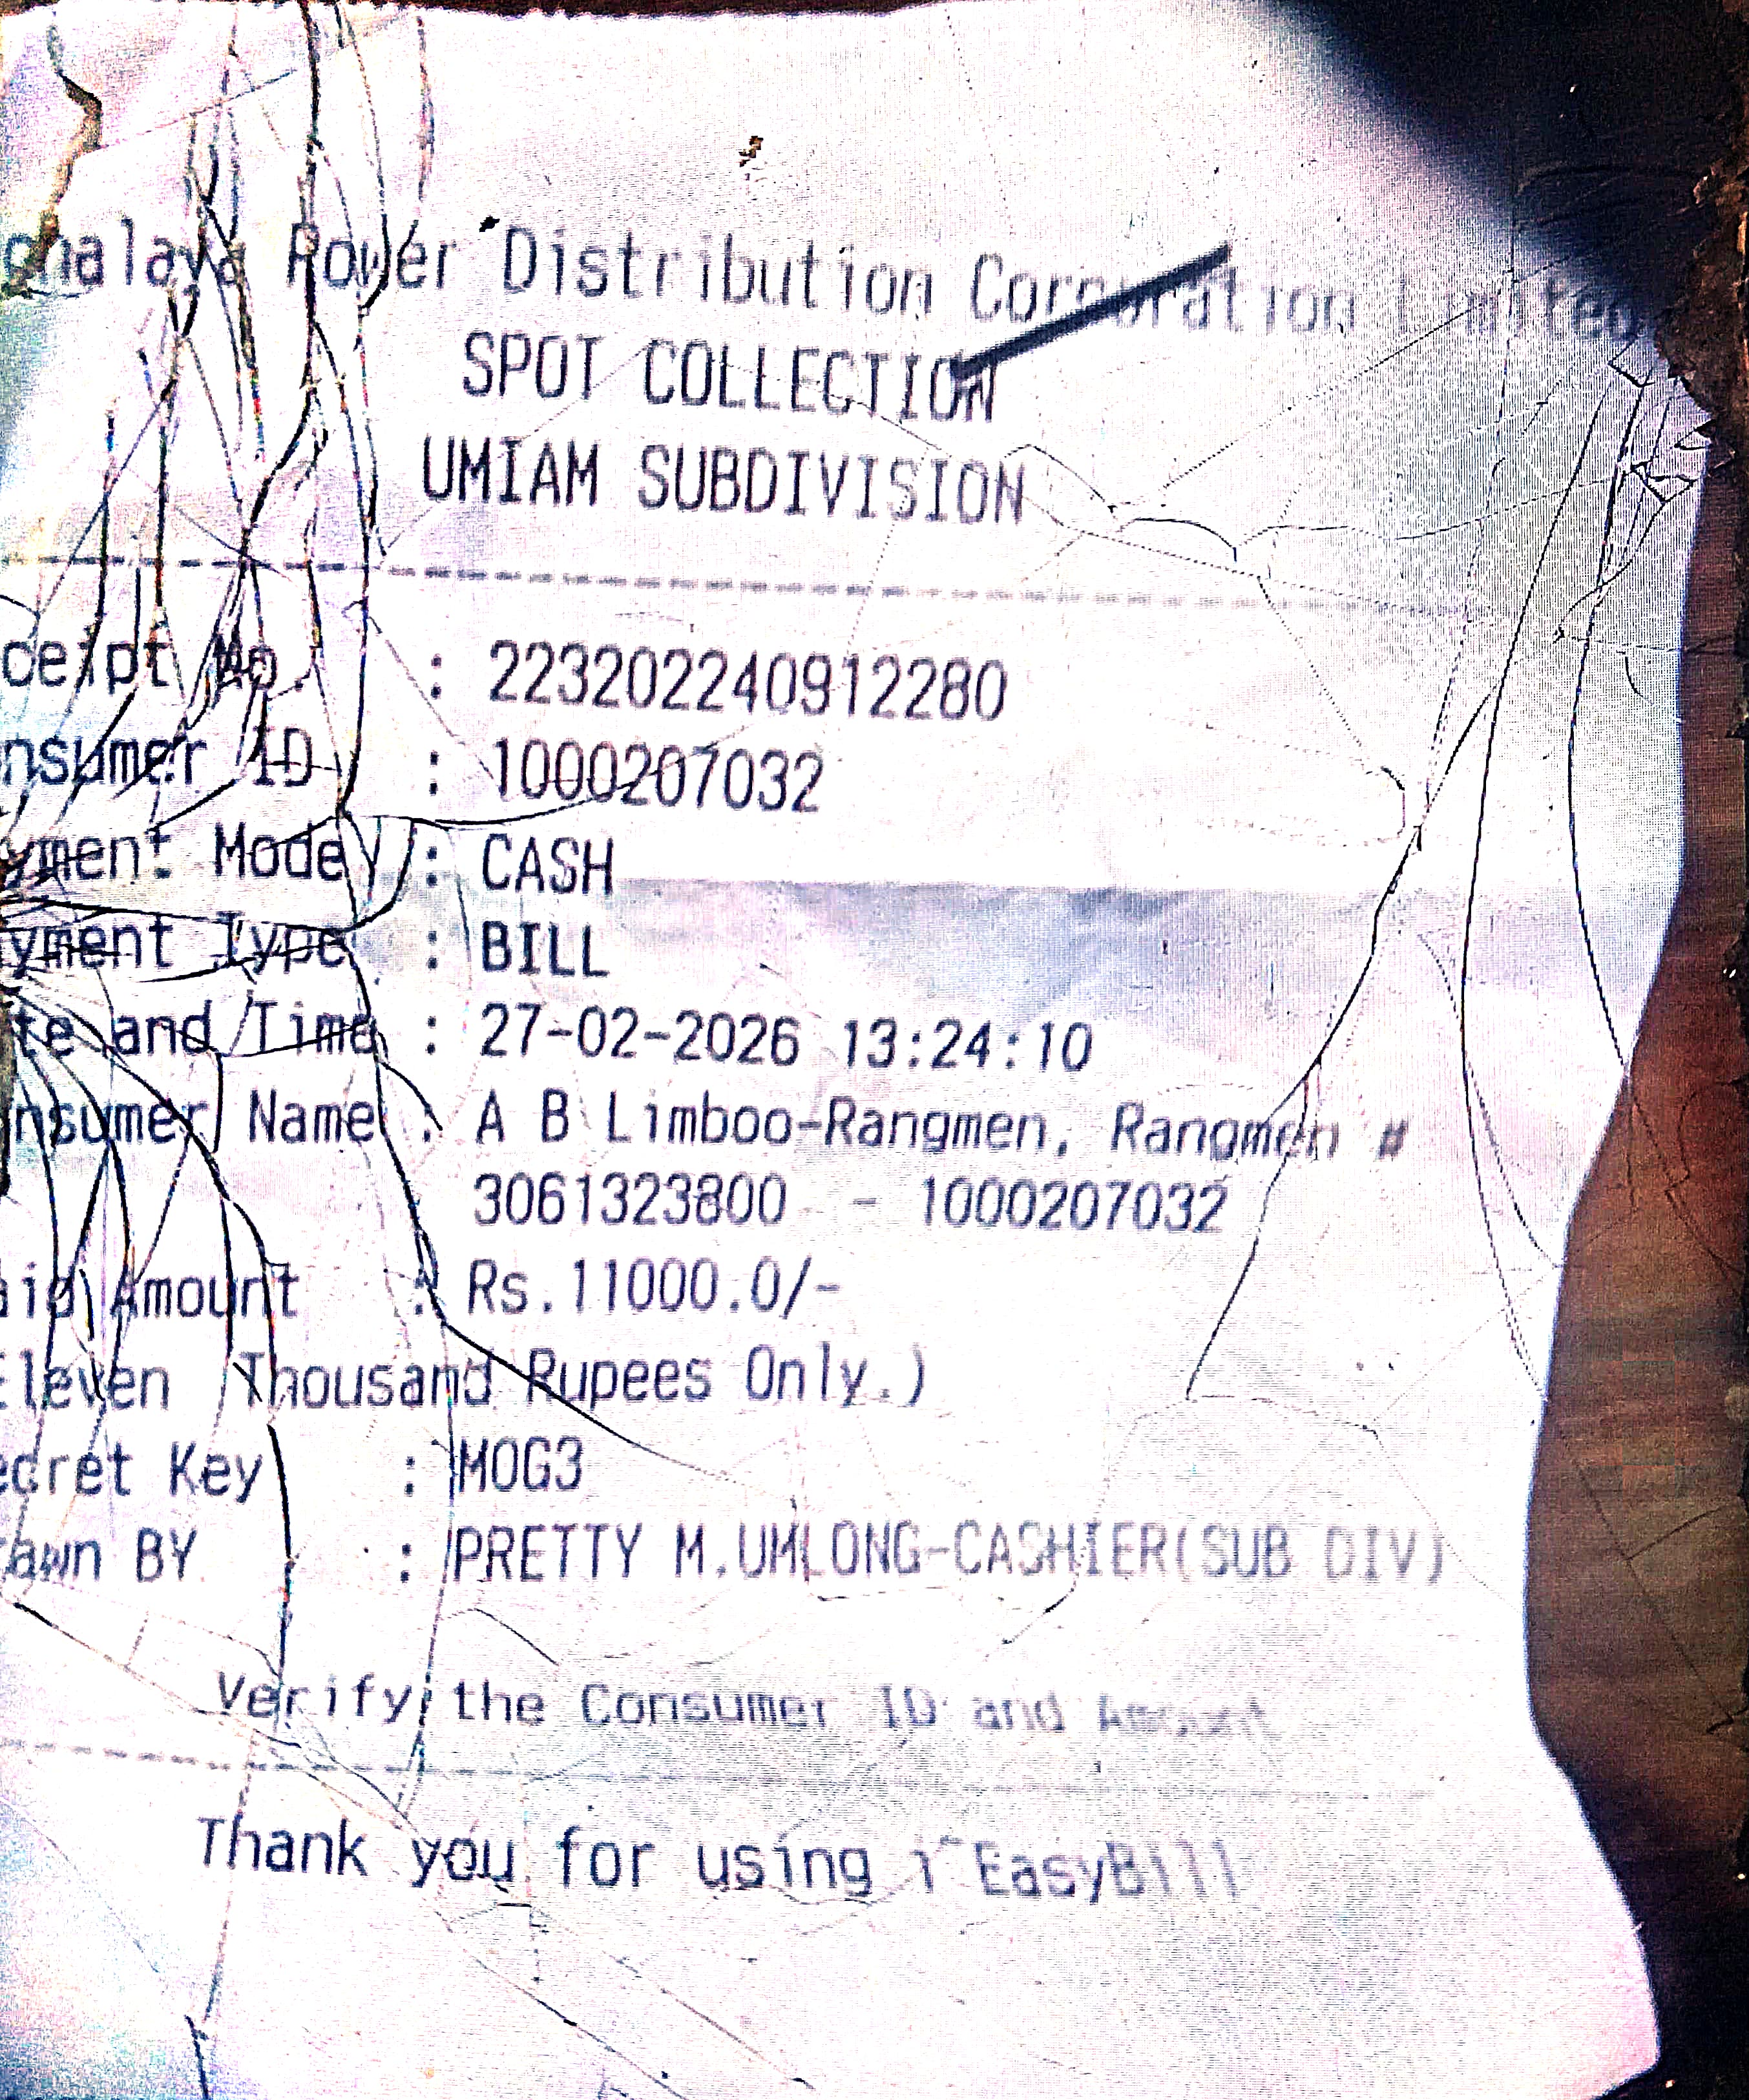 ghalaya Power Distribution Corporation Limited
SPOT COLLECTION
UMIAM SUBDIVISION
ceipt No. : 223202240912280
nsumer ID : 1000207032
yment Mode : CASH
yment Type : BILL
te and Time : 27-02-2026 13:24:10
nsumer Name : A B Limboo-Rangmen, Rangmen #
3061323800 - 1000207032
aid Amount : Rs.11000.0/-
Eleven Thousand Rupees Only.)
ecret Key : MOG3
rawn BY : PRETTY M.UMLONG-CASHIER(SUB DIV)
Verify the Consumer ID and Amount
Thank you for using i EasyBill